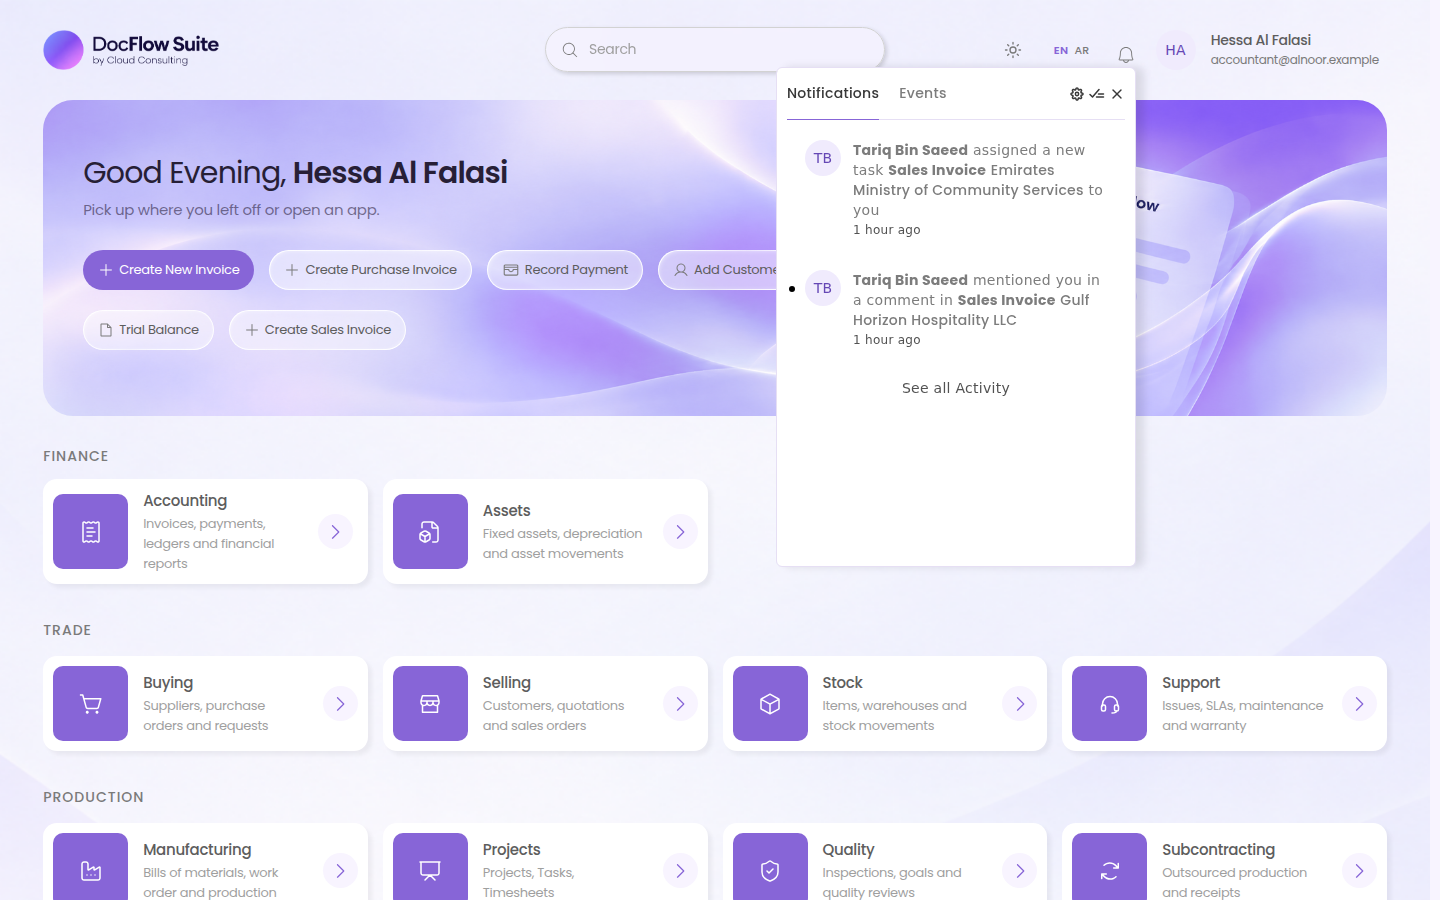 DocFlow Suite
by Cloud Consulting
Search
EN AR
HA
Hessa Al Falasi
accountant@alnoor.example
Good Evening, Hessa Al Falasi
Pick up where you left off or open an app.
Create New Invoice
Create Purchase Invoice
Record Payment
Add Custome
Trial Balance
Create Sales Invoice
low
Notifications
Events
TB
Tariq Bin Saeed assigned a new
task Sales Invoice Emirates
Ministry of Community Services to
you
1 hour ago
TB
Tariq Bin Saeed mentioned you in
a comment in Sales Invoice Gulf
Horizon Hospitality LLC
1 hour ago
See all Activity
FINANCE
Accounting
Invoices, payments,
ledgers and financial
reports
Assets
Fixed assets, depreciation
and asset movements
TRADE
Buying
Suppliers, purchase
orders and requests
Selling
Customers, quotations
and sales orders
Stock
Items, warehouses and
stock movements
Support
Issues, SLAs, maintenance
and warranty
PRODUCTION
Manufacturing
Bills of materials, work
order and production
Projects
Projects, Tasks,
Timesheets
Quality
Inspections, goals and
quality reviews
Subcontracting
Outsourced production
and receipts